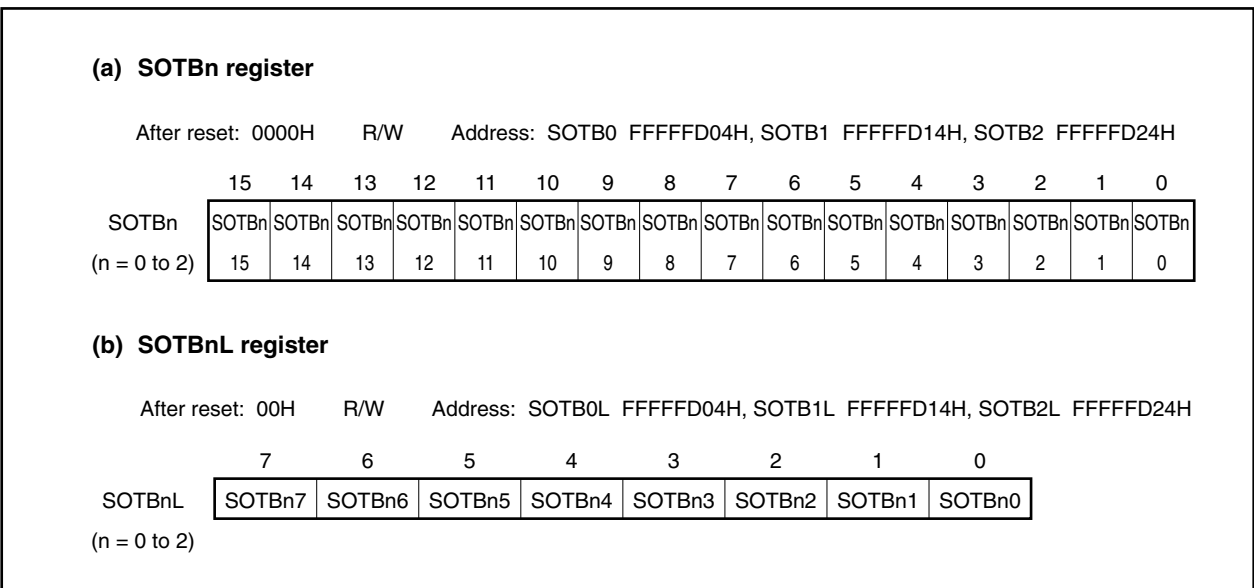 (a) SOTBn register
After reset: 0000H R/W Address: SOTB0 FFFFFD04H, SOTB1 FFFFFD14H, SOTB2 FFFFFD24H
15 14 13 12 11 10 9 8 7 6 5 4 3 2 1 0
SOTBn SOTBn SOTBn SOTBn SOTBn SOTBn SOTBn SOTBn SOTBn SOTBn SOTBn SOTBn SOTBn SOTBn SOTBn SOTBn SOTBn
(n = 0 to 2) 15 14 13 12 11 10 9 8 7 6 5 4 3 2 1 0
(b) SOTBnL register
After reset: 00H R/W Address: SOTB0L FFFFFD04H, SOTB1L FFFFFD14H, SOTB2L FFFFFD24H
7 6 5 4 3 2 1 0
SOTBnL SOTBn7 SOTBn6 SOTBn5 SOTBn4 SOTBn3 SOTBn2 SOTBn1 SOTBn0
(n = 0 to 2)